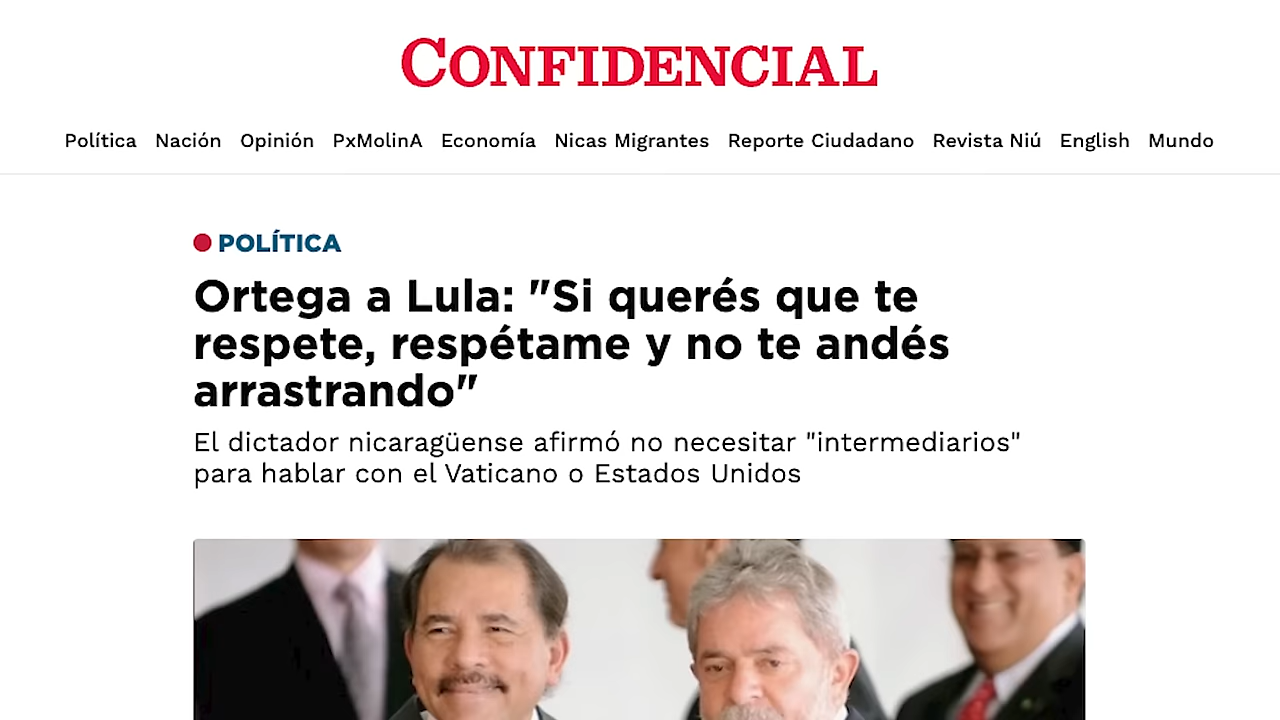 CONFIDENCIAL
Política Nación Opinión PxMolinA Economía Nicas Migrantes Reporte Ciudadano Revista Niú English Mundo
POLÍTICA
Ortega a Lula: "Si querés que te
respete, respétame y no te andés
arrastrando"
El dictador nicaragüense afirmó no necesitar "intermediarios"
para hablar con el Vaticano o Estados Unidos